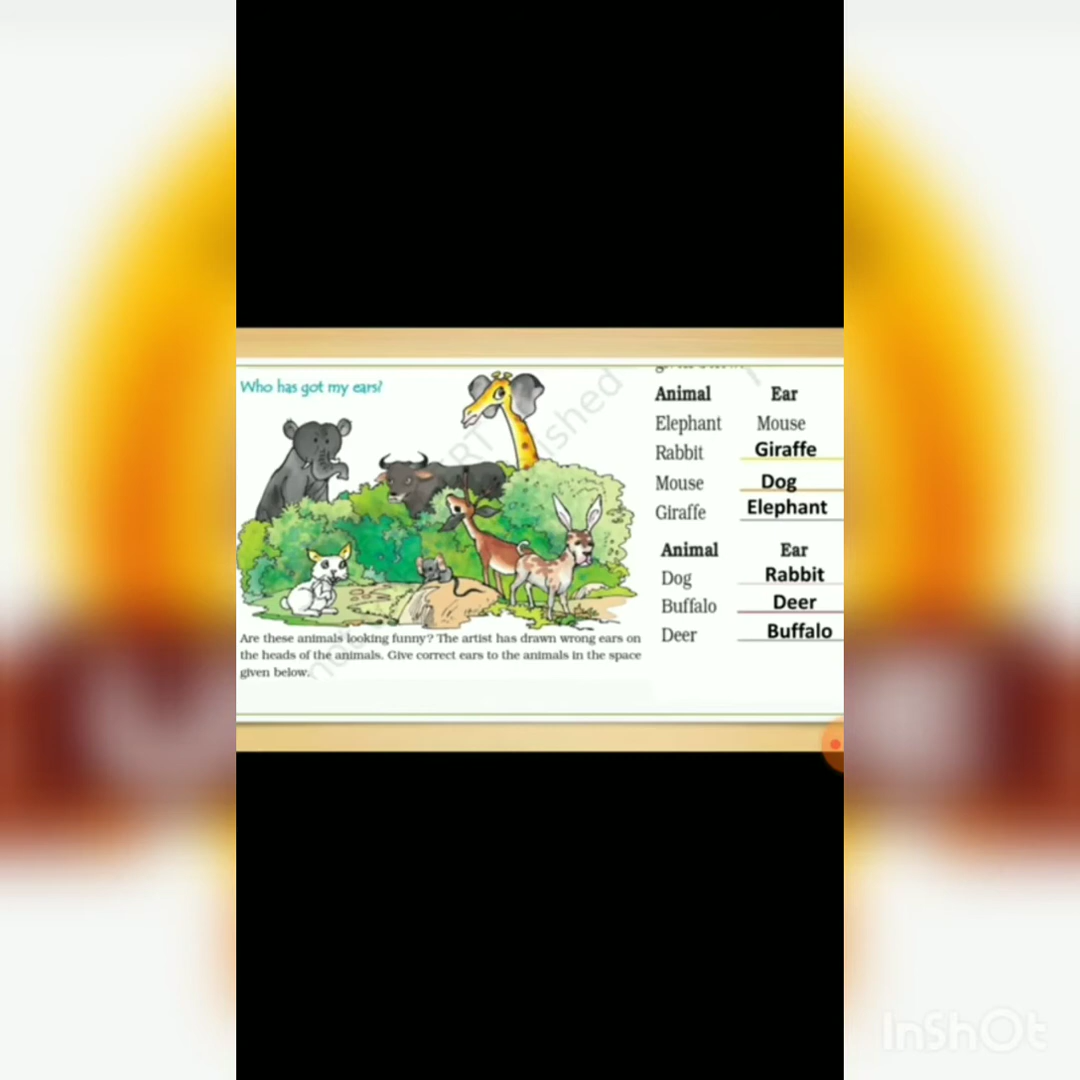 Who has got my ears?
Animal Ear
Elephant Mouse
Rabbit Giraffe
Mouse Dog
Giraffe Elephant
Animal Ear
Dog Rabbit
Buffalo Deer
Deer Buffalo
Are these animals looking funny? The artist has drawn wrong ears on
the heads of the animals. Give correct ears to the animals in the space
given below.
InShOt